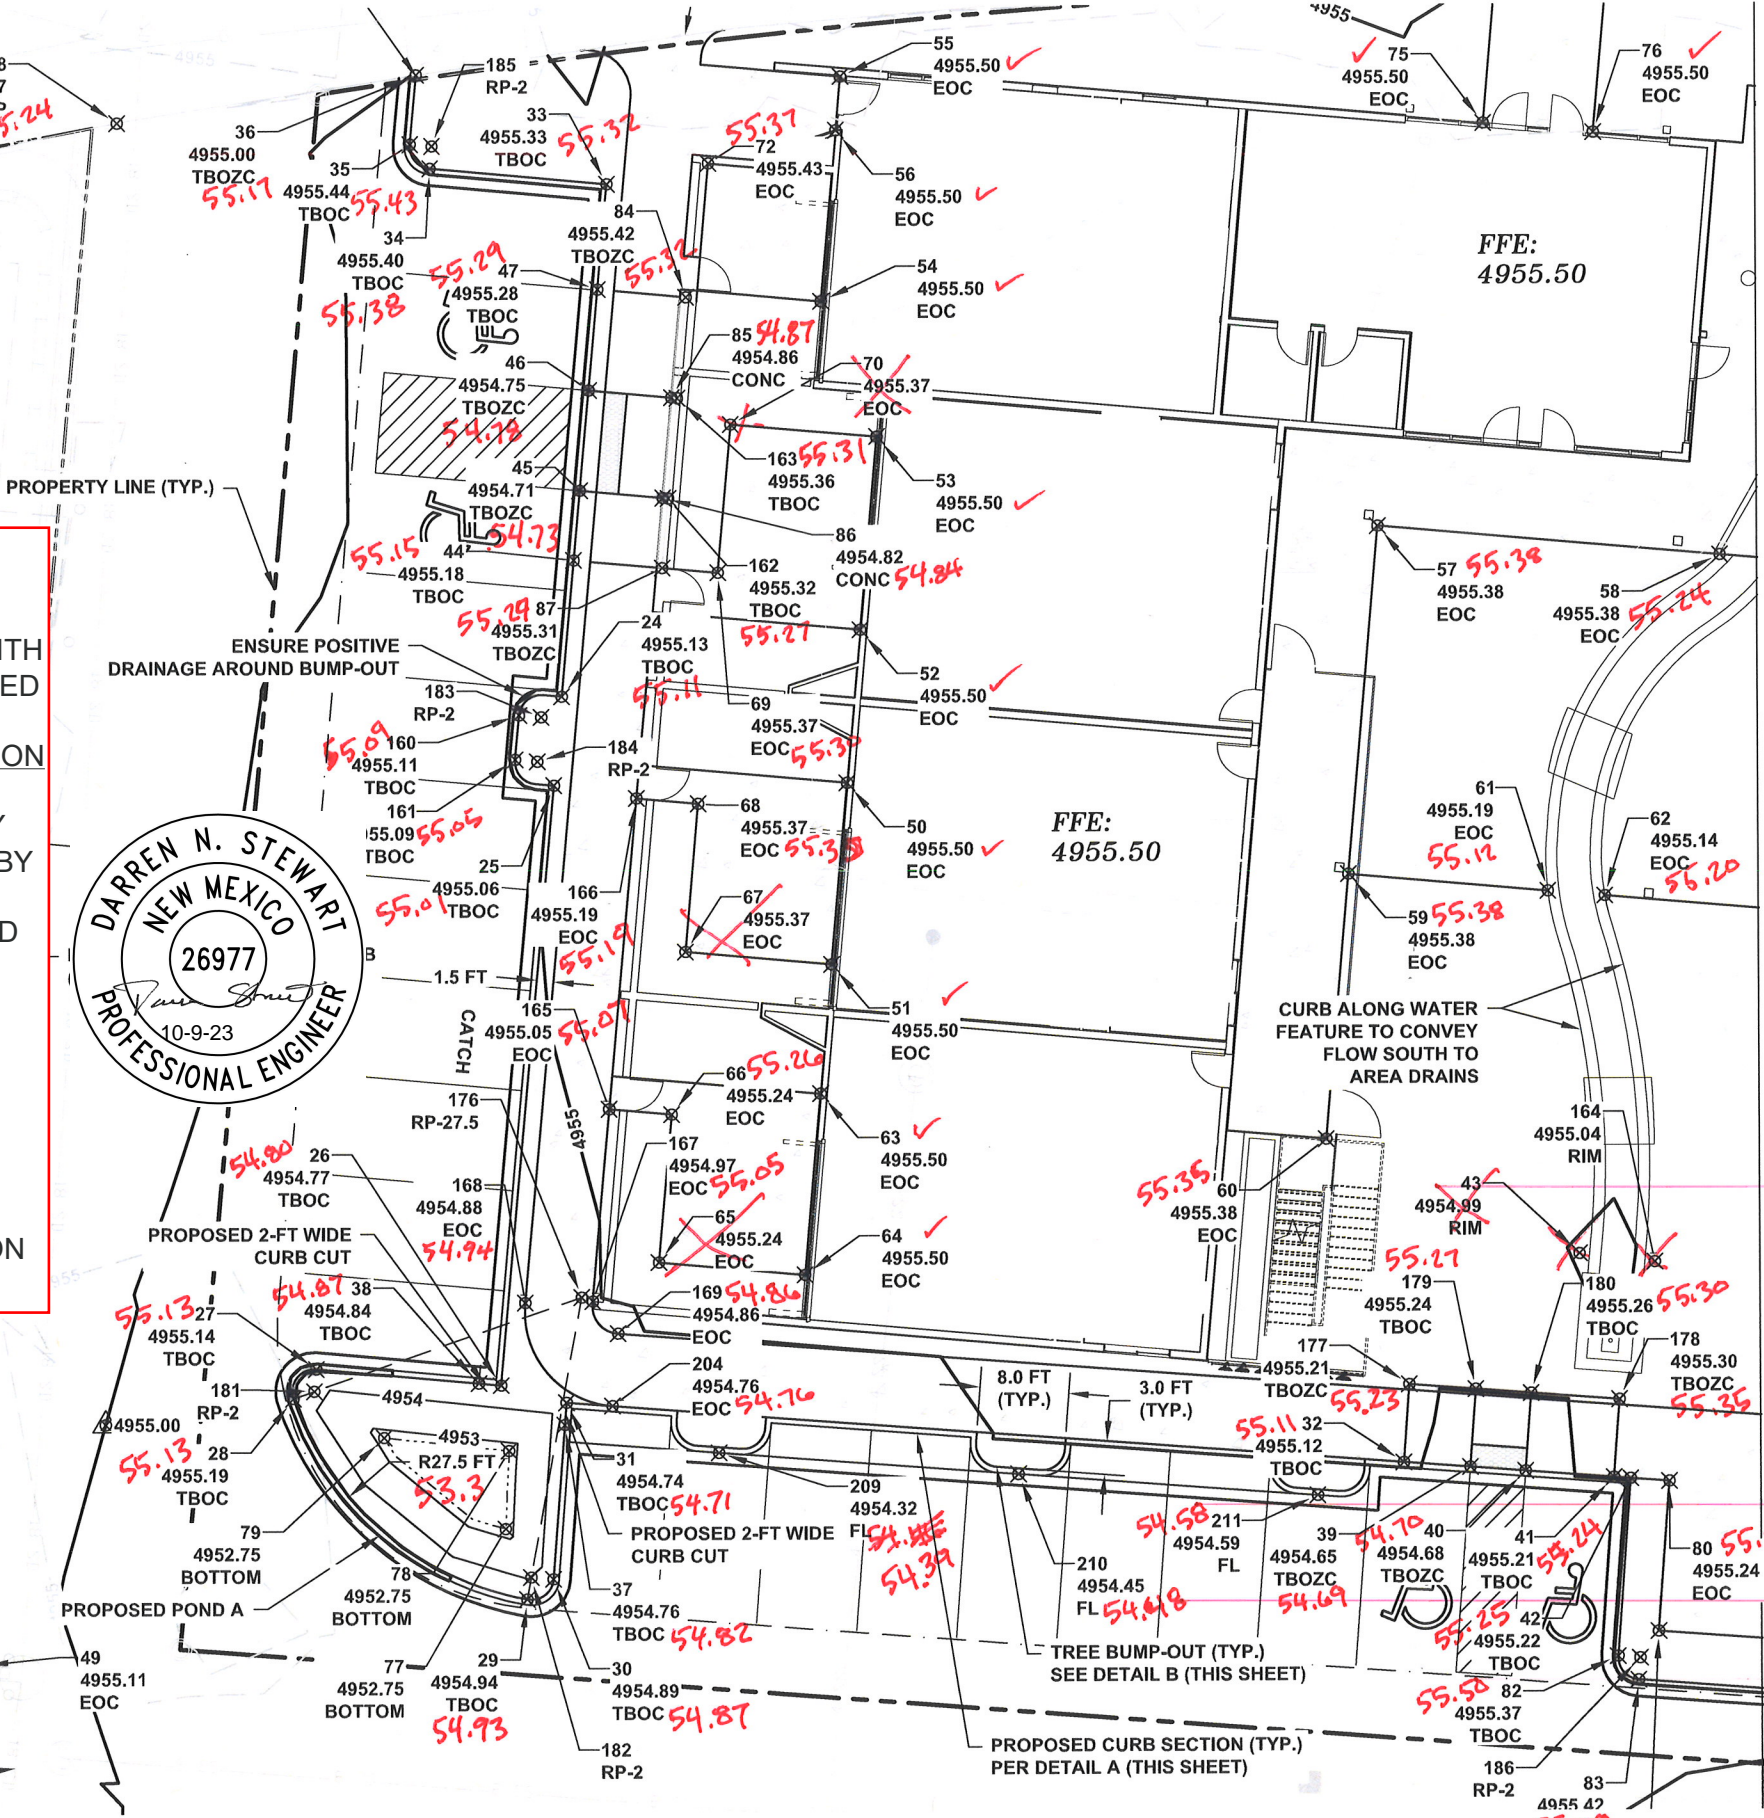 55
4955.50 ✓
EOC
4955
75
✓ 4955.50
EOC
76
4955.50 ✓
EOC
185
RP-2
33
4955.33 55.32
TBOC
36
4955.00
TBOZC
55.17
35
4955.44
TBOC 55.43
34
4955.40
TBOC
55.38
55.37
72
4955.43
EOC
56
4955.50 ✓
EOC
84
4955.42
TBOZC
55.32
55.29 47
4955.28
TBOC
54
4955.50 ✓
EOC
FFE:
4955.50
85 54.87
4954.86
CONC
46
4954.75
TBOZC
54.78
70
4955.37
EOC
163 55.31
4955.36
TBOC
53
4955.50 ✓
EOC
PROPERTY LINE (TYP.)
45
4954.71
TBOZC
54.73
55.15 44
4955.18
TBOC
86
4954.82
CONC 54.84
162
4955.32
TBOC
55.27
57 55.38
4955.38
EOC
58
4955.38 55.24
EOC
55.29 87
4955.31
TBOZC
24
4955.13
TBOC
55.11
ENSURE POSITIVE
DRAINAGE AROUND BUMP-OUT
52
4955.50 ✓
EOC
183
RP-2
69
4955.37
EOC 55.30
55.09 160
4955.11
TBOC
184
RP-2
161
55.09 55.05
TBOC
68
4955.37
EOC
50
4955.50 ✓
EOC
FFE:
4955.50
61
4955.19
EOC
55.12
62
4955.14
EOC 55.20
25
4955.06
55.01 TBOC
166
4955.19
EOC
55.19
67
4955.37
EOC
59 55.38
4955.38
EOC
DARREN N. STEWART
NEW MEXICO
26977
10-9-23
PROFESSIONAL ENGINEER
ITH
ED
ON
BY
D
ON
1.5 FT
CATCH
165
4955.05 55.07
EOC
51 ✓
4955.50
EOC
CURB ALONG WATER
FEATURE TO CONVEY
FLOW SOUTH TO
AREA DRAINS
66 55.26
4955.24
EOC
176
RP-27.5
4955
63 ✓
4955.50
EOC
164
4955.04
RIM
167
4954.97
EOC 55.05
54.80 26
4954.77
TBOC
168
4954.88
EOC
54.94
65
4955.24
EOC
64 ✓
4955.50
EOC
55.35 60
4955.38
EOC
43
4954.99
RIM
PROPOSED 2-FT WIDE
CURB CUT
54.87 38
4954.84
TBOC
55.13 27
4955.14
TBOC
169 54.86
4954.86
EOC
55.27
179
4955.24
TBOC
180
4955.26 55.30
TBOC
178
4955.30
TBOZC
55.35
177
4955.21
TBOZC 55.23
204
4954.76
EOC 54.76
8.0 FT
(TYP.)
3.0 FT
(TYP.)
181
RP-2
4955.00
4954
4953
R27.5 FT
53.3
55.13 28
4955.19
TBOC
55.11 32
4955.12
TBOC
31
4954.74
TBOC 54.71
PROPOSED 2-FT WIDE
CURB CUT
209
4954.32
FL
54.39
54.58 211
4954.59
FL
39 54.70
4954.65
TBOZC
54.69
40
4954.68
TBOZC
41
4955.21 55.24
TBOC
80 55.
4955.24
EOC
79
4952.75
BOTTOM
78
4952.75
BOTTOM
210
4954.45
FL
37
4954.76
TBOC 54.82
42
55.25 4955.22
TBOC
PROPOSED POND A
TREE BUMP-OUT (TYP.)
SEE DETAIL B (THIS SHEET)
49
4955.11
EOC
77
4952.75
BOTTOM
29
4954.94
TBOC
54.93
30
4954.89
TBOC 54.87
55.50 82
4955.37
TBOC
182
RP-2
PROPOSED CURB SECTION (TYP.)
PER DETAIL A (THIS SHEET)
186
RP-2
83
4955.42